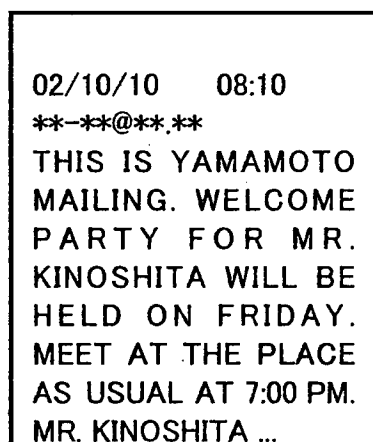 02/10/10 08:10
**-**@**.**
THIS IS YAMAMOTO
MAILING. WELCOME
PARTY FOR MR.
KINOSHITA WILL BE
HELD ON FRIDAY.
MEET AT THE PLACE
AS USUAL AT 7:00 PM.
MR. KINOSHITA ...